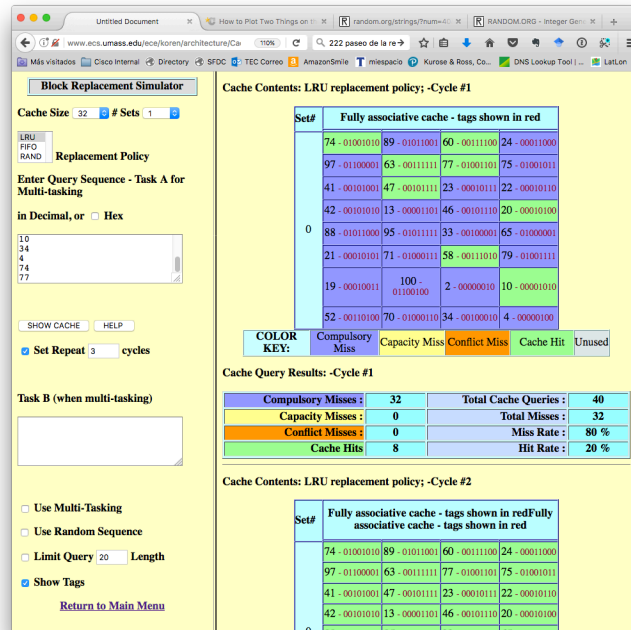 Untitled Document
How to Plot Two Things on th
random.org/strings/?num=40
RANDOM.ORG - Integer Gene
www.ecs.umass.edu/ece/koren/architecture/Ca
110%
222 paseo de la re
Más visitados Cisco Internal Directory SFDC TEC Correo AmazonSmile miespacio Kurose & Ross, Co... DNS Lookup Tool | ... LatLon
Block Replacement Simulator
Cache Size 32 # Sets 1
LRU
FIFO
RAND
Replacement Policy
Enter Query Sequence - Task A for
Multi-tasking
in Decimal, or Hex
10
34
4
74
77
SHOW CACHE HELP
Set Repeat 3 cycles
Task B (when multi-tasking)
Use Multi-Tasking
Use Random Sequence
Limit Query 20 Length
Show Tags
Return to Main Menu
Cache Contents: LRU replacement policy; -Cycle #1
Set# Fully associative cache - tags shown in red
0
74 - 01001010 89 - 01011001 60 - 00111100 24 - 00011000
97 - 01100001 63 - 00111111 77 - 01001101 75 - 01001011
41 - 00101001 47 - 00101111 23 - 00010111 22 - 00010110
42 - 00101010 13 - 00001101 46 - 00101110 20 - 00010100
88 - 01011000 95 - 01011111 33 - 00100001 65 - 01000001
21 - 00010101 71 - 01000111 58 - 00111010 79 - 01001111
19 - 00010011 100 - 01100100 2 - 00000010 10 - 00001010
52 - 00110100 70 - 01000110 34 - 00100010 4 - 00000100
COLOR KEY: Compulsory Miss Capacity Miss Conflict Miss Cache Hit Unused
Cache Query Results: -Cycle #1
Compulsory Misses : 32 Total Cache Queries : 40
Capacity Misses : 0 Total Misses : 32
Conflict Misses : 0 Miss Rate : 80 %
Cache Hits 8 Hit Rate : 20 %
Cache Contents: LRU replacement policy; -Cycle #2
Set# Fully associative cache - tags shown in redFully
associative cache - tags shown in red
74 - 01001010 89 - 01011001 60 - 00111100 24 - 00011000
97 - 01100001 63 - 00111111 77 - 01001101 75 - 01001011
41 - 00101001 47 - 00101111 23 - 00010111 22 - 00010110
42 - 00101010 13 - 00001101 46 - 00101110 20 - 00010100